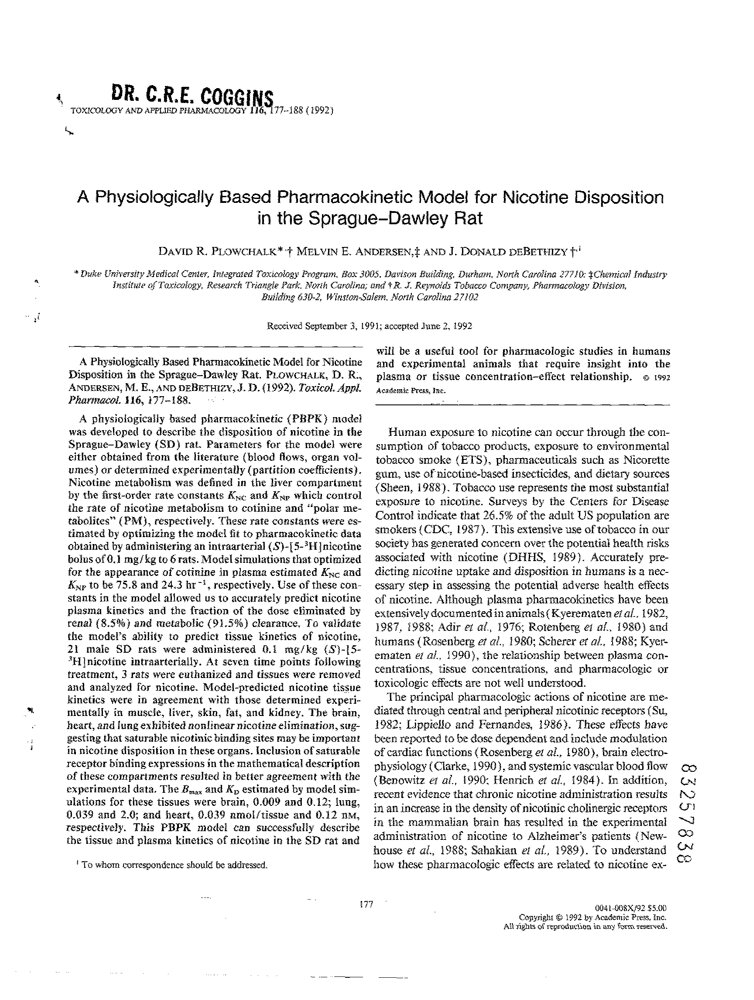 DR. C.R.E. COGGINS
TOXICOLOGY AND APPLIED PHARMACOLOGY 116, 177–188 (1992)
A Physiologically Based Pharmacokinetic Model for Nicotine Disposition
in the Sprague–Dawley Rat
DAVID R. PLOWCHALK*·† MELVIN E. ANDERSEN,‡ AND J. DONALD DEBETHIZY†·¹
*Duke University Medical Center, Integrated Toxicology Program, Box 3005, Davison Building, Durham, North Carolina 27710; ‡Chemical Industry
Institute of Toxicology, Research Triangle Park, North Carolina; and †R. J. Reynolds Tobacco Company, Pharmacology Division,
Building 630-2, Winston-Salem, North Carolina 27102
Received September 3, 1991; accepted June 2, 1992
A Physiologically Based Pharmacokinetic Model for Nicotine
Disposition in the Sprague–Dawley Rat. PLOWCHALK, D. R.,
ANDERSEN, M. E., AND DEBETHIZY, J. D. (1992). Toxicol. Appl.
Pharmacol. 116, 177–188.
A physiologically based pharmacokinetic (PBPK) model
was developed to describe the disposition of nicotine in the
Sprague–Dawley (SD) rat. Parameters for the model were
either obtained from the literature (blood flows, organ vol-
umes) or determined experimentally (partition coefficients).
Nicotine metabolism was defined in the liver compartment
by the first-order rate constants K_NC and K_NP which control
the rate of nicotine metabolism to cotinine and "polar me-
tabolites" (PM), respectively. These rate constants were es-
timated by optimizing the model fit to pharmacokinetic data
obtained by administering an intraarterial (S)-[5-³H]nicotine
bolus of 0.1 mg/kg to 6 rats. Model simulations that optimized
for the appearance of cotinine in plasma estimated K_NC and
K_NP to be 75.8 and 24.3 hr⁻¹, respectively. Use of these con-
stants in the model allowed us to accurately predict nicotine
plasma kinetics and the fraction of the dose eliminated by
renal (8.5%) and metabolic (91.5%) clearance. To validate
the model's ability to predict tissue kinetics of nicotine,
21 male SD rats were administered 0.1 mg/kg (S)-[5-
³H]nicotine intraarterially. At seven time points following
treatment, 3 rats were euthanized and tissues were removed
and analyzed for nicotine. Model-predicted nicotine tissue
kinetics were in agreement with those determined experi-
mentally in muscle, liver, skin, fat, and kidney. The brain,
heart, and lung exhibited nonlinear nicotine elimination, sug-
gesting that saturable nicotinic binding sites may be important
in nicotine disposition in these organs. Inclusion of saturable
receptor binding expressions in the mathematical description
of these compartments resulted in better agreement with the
experimental data. The B_max and K_D estimated by model sim-
ulations for these tissues were brain, 0.009 and 0.12; lung,
0.039 and 2.0; and heart, 0.039 nmol/tissue and 0.12 nM,
respectively. This PBPK model can successfully describe
the tissue and plasma kinetics of nicotine in the SD rat and
¹ To whom correspondence should be addressed.
will be a useful tool for pharmacologic studies in humans
and experimental animals that require insight into the
plasma or tissue concentration–effect relationship. © 1992
Academic Press, Inc.
Human exposure to nicotine can occur through the con-
sumption of tobacco products, exposure to environmental
tobacco smoke (ETS), pharmaceuticals such as Nicorette
gum, use of nicotine-based insecticides, and dietary sources
(Sheen, 1988). Tobacco use represents the most substantial
exposure to nicotine. Surveys by the Centers for Disease
Control indicate that 26.5% of the adult US population are
smokers (CDC, 1987). This extensive use of tobacco in our
society has generated concern over the potential health risks
associated with nicotine (DHHS, 1989). Accurately pre-
dicting nicotine uptake and disposition in humans is a nec-
essary step in assessing the potential adverse health effects
of nicotine. Although plasma pharmacokinetics have been
extensively documented in animals (Kyerematen et al., 1982,
1987, 1988; Adir et al., 1976; Rotenberg et al., 1980) and
humans (Rosenberg et al., 1980; Scherer et al., 1988; Kyer-
ematen et al., 1990), the relationship between plasma con-
centrations, tissue concentrations, and pharmacologic or
toxicologic effects are not well understood.
The principal pharmacologic actions of nicotine are me-
diated through central and peripheral nicotinic receptors (Su,
1982; Lippiello and Fernandes, 1986). These effects have
been reported to be dose dependent and include modulation
of cardiac functions (Rosenberg et al., 1980), brain electro-
physiology (Clarke, 1990), and systemic vascular blood flow
(Benowitz et al., 1990; Henrich et al., 1984). In addition,
recent evidence that chronic nicotine administration results
in an increase in the density of nicotinic cholinergic receptors
in the mammalian brain has resulted in the experimental
administration of nicotine to Alzheimer's patients (New-
house et al., 1988; Sahakian et al., 1989). To understand
how these pharmacologic effects are related to nicotine ex-
83257838
177
0041-008X/92 $5.00
Copyright © 1992 by Academic Press, Inc.
All rights of reproduction in any form reserved.